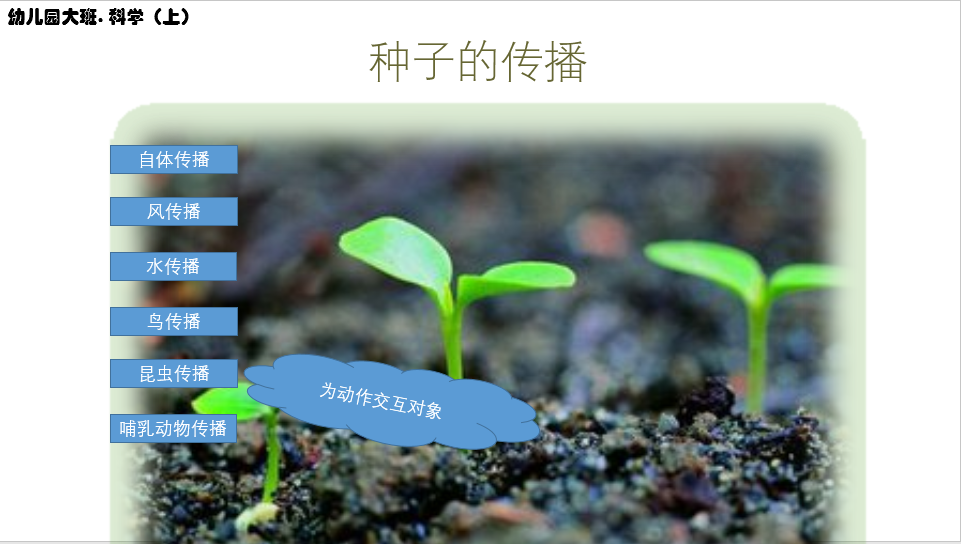 幼儿园大班.科学（上）
种子的传播
自体传播
风传播
水传播
鸟传播
昆虫传播
为动作交互对象
哺乳动物传播